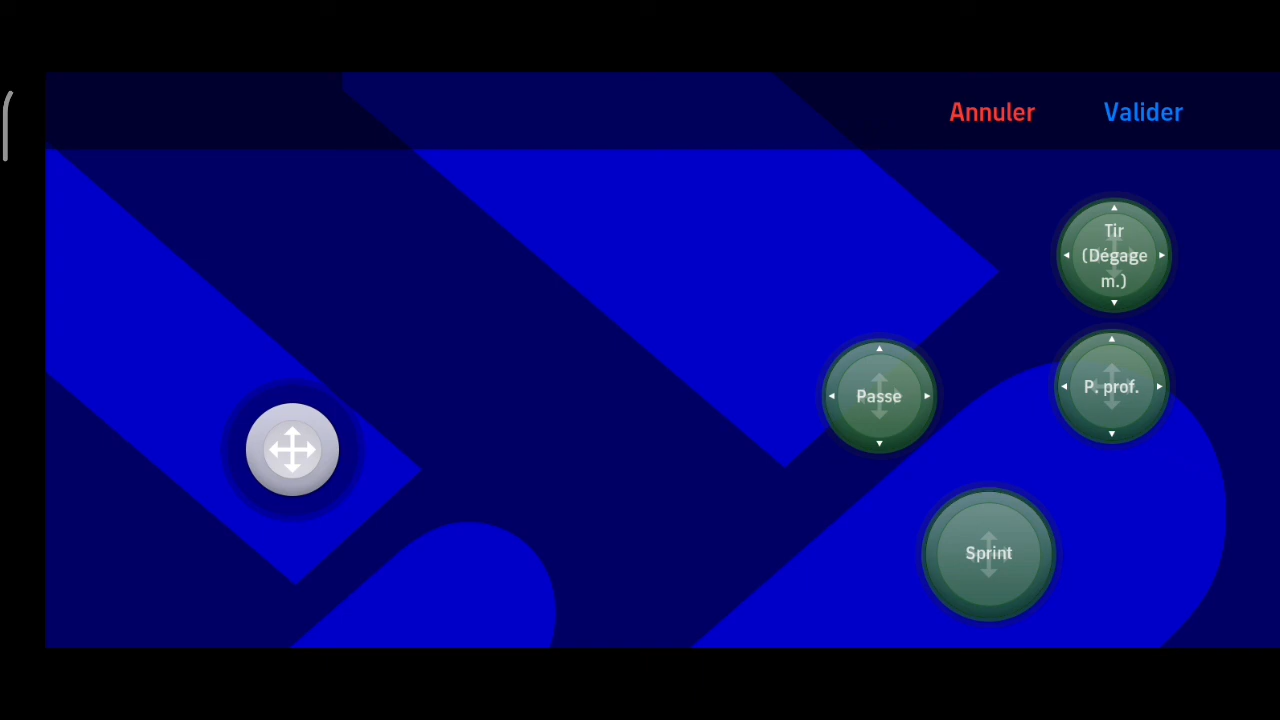 Annuler
Valider
Tir
(Dégage
m.)
Passe
P. prof.
Sprint